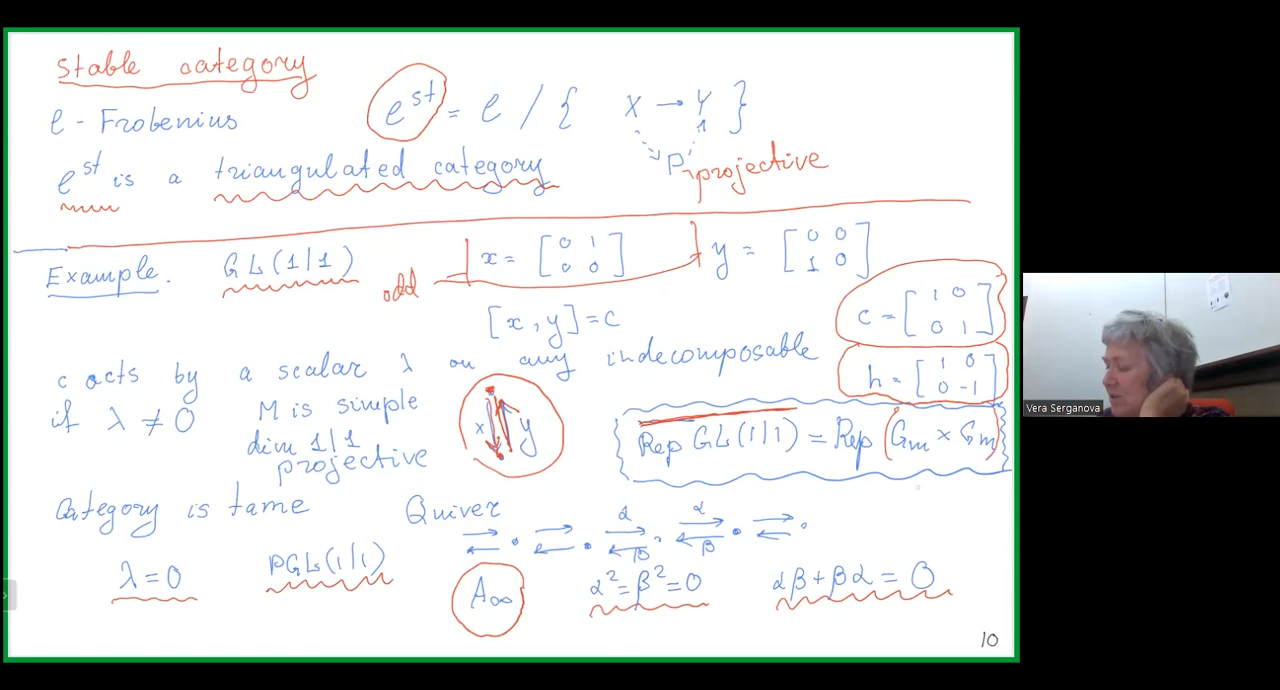 Stable category
C - Frobenius C^st = C / { X → Y }
P projective
C^st is a triangulated category
Example. GL(1|1) odd x = [0 1 0 0] y = [0 0 1 0]
[x, y] = c
c = [1 0 0 1]
h = [1 0 0 -1]
c acts by a scalar λ on any indecomposable
if λ ≠ 0 M is simple
dim 1|1
projective
x y
Rep GL(1|1) = Rep (Gm × Gm)
Category is tame Quiver
α β α β
λ = 0 PGL(1|1) A∞ α² = β² = 0 αβ + βα = 0
10
Vera Serganova